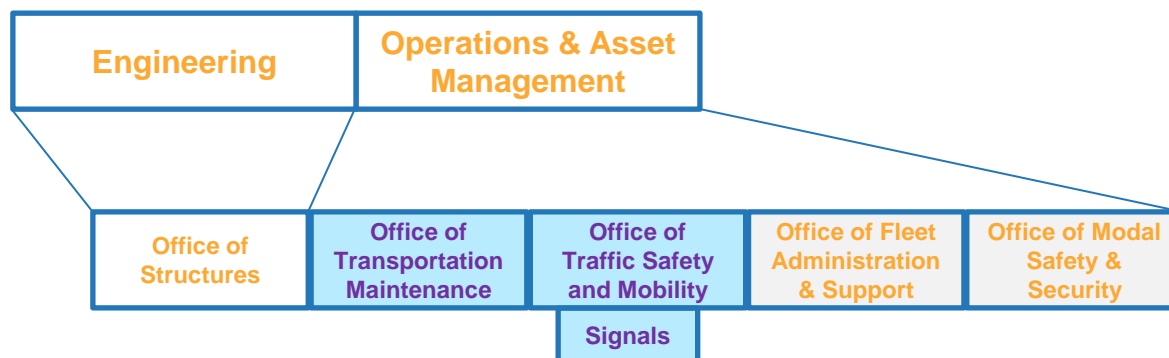 Engineering
Operations & Asset
Management
Office of
Structures
Office of
Transportation
Maintenance
Office of
Traffic Safety
and Mobility
Office of Fleet
Administration
& Support
Office of Modal
Safety &
Security
Signals